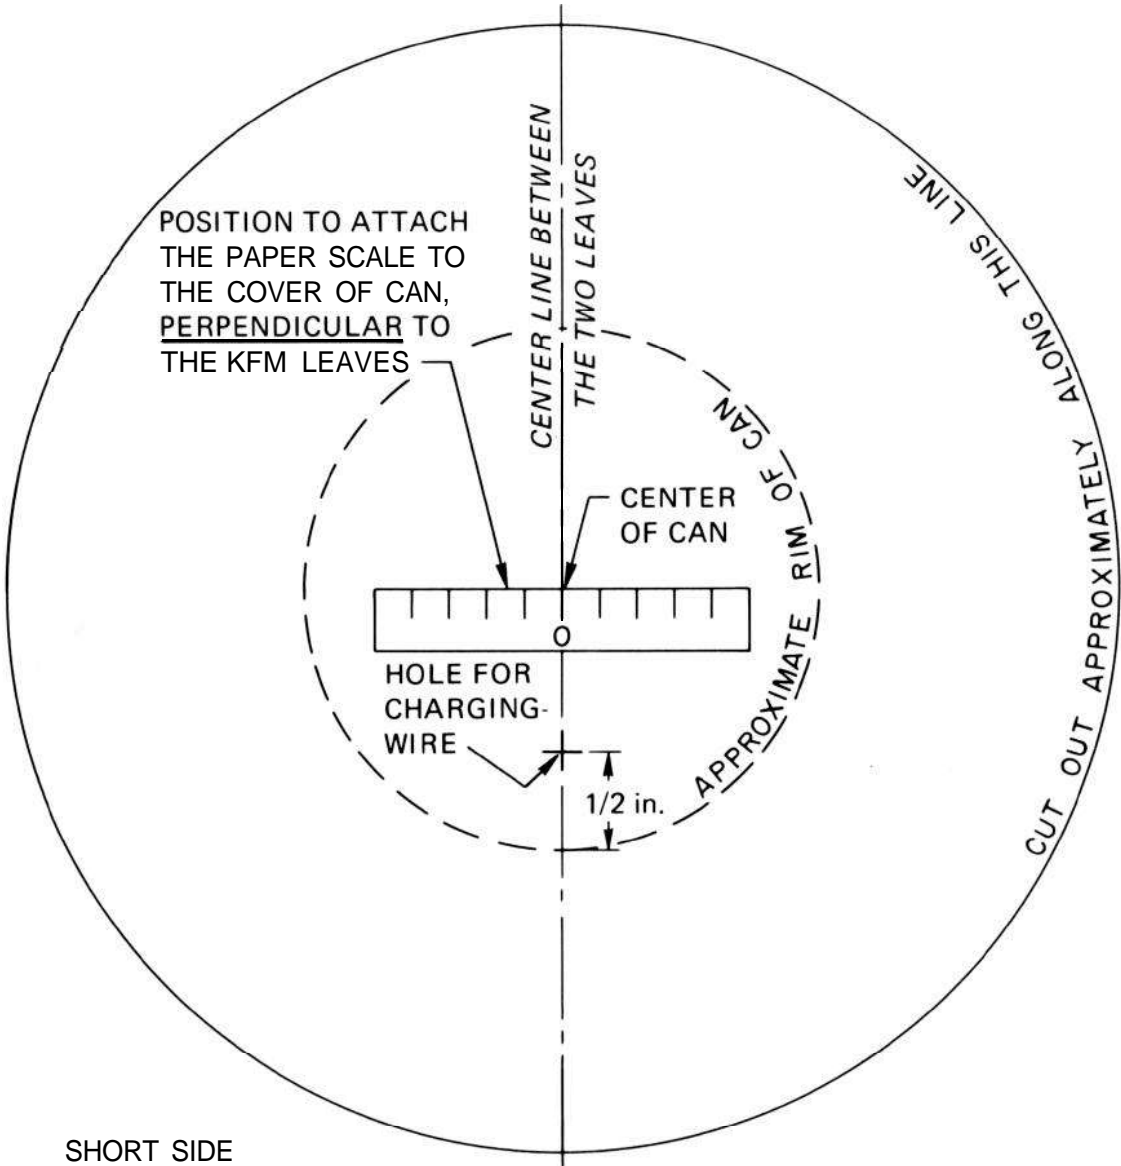 CENTER LINE BETWEEN
THE TWO LEAVES
POSITION TO ATTACH
THE PAPER SCALE TO
THE COVER OF CAN,
PERPENDICULAR TO
THE KFM LEAVES
CUT OUT APPROXIMATELY ALONG THIS LINE
APPROXIMATE RIM OF CAN
CENTER
OF CAN
0
HOLE FOR
CHARGING-
WIRE
1/2 in.
SHORT SIDE